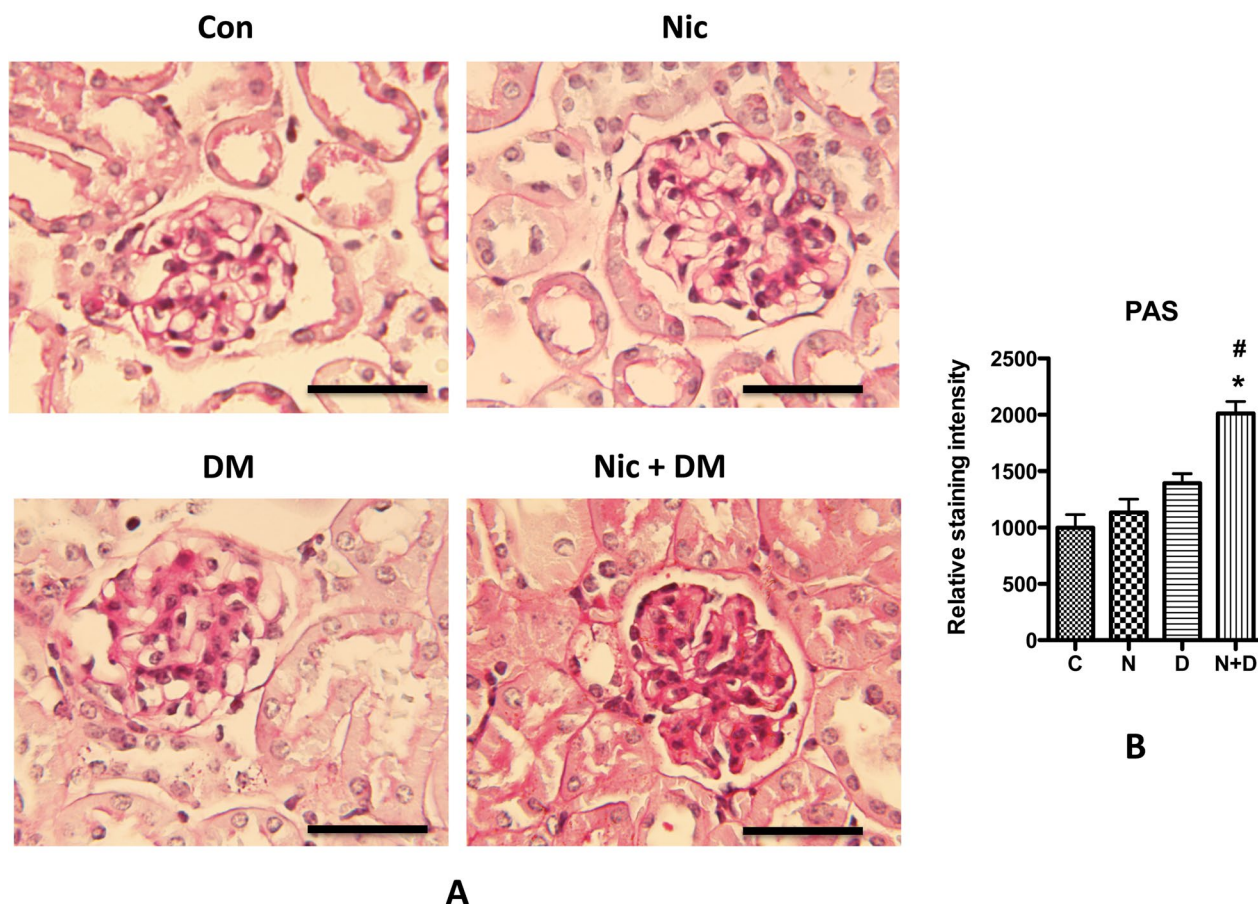 Con
Nic
DM
Nic + DM
A
PAS
Relative staining intensity
2500
2000
1500
1000
500
0
#
*
C N D N+D
B